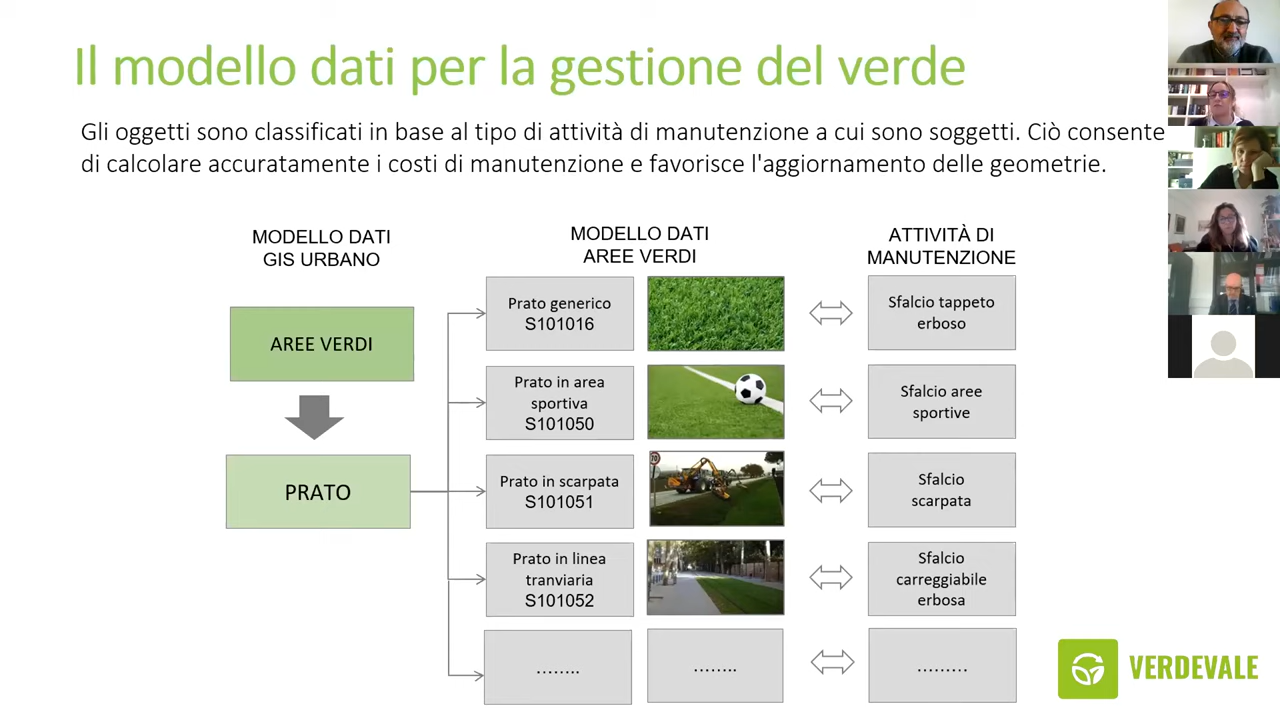 Il modello dati per la gestione del verde
Gli oggetti sono classificati in base al tipo di attività di manutenzione a cui sono soggetti. Ciò consente
di calcolare accuratamente i costi di manutenzione e favorisce l'aggiornamento delle geometrie.
MODELLO DATI
GIS URBANO
MODELLO DATI
AREE VERDI
ATTIVITÀ DI
MANUTENZIONE
AREE VERDI
PRATO
Prato generico
S101016
Sfalcio tappeto
erboso
Prato in area
sportiva
S101050
Sfalcio aree
sportive
Prato in scarpata
S101051
70
Sfalcio
scarpata
Prato in linea
tranviaria
S101052
Sfalcio
carreggiabile
erbosa
........
........
.........
VERDEVALE